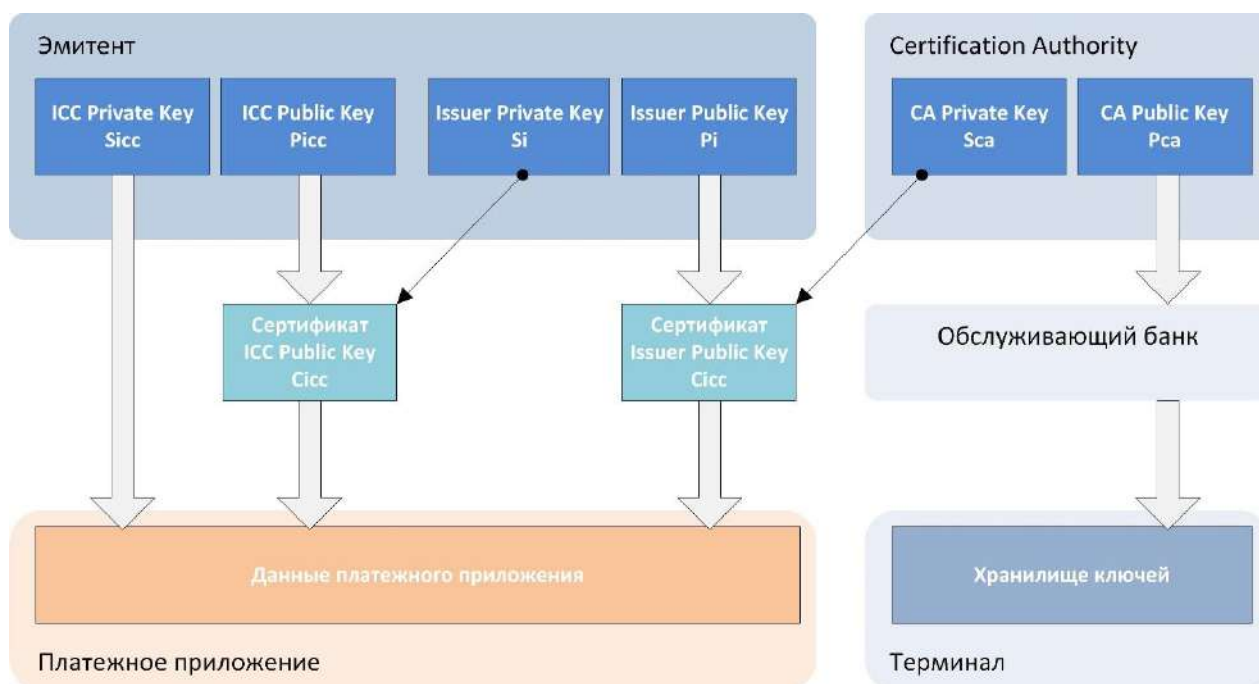 Эмитент
ICC Private Key
Sicc
ICC Public Key
Picc
Issuer Private Key
Si
Issuer Public Key
Pi
Certification Authority
CA Private Key
Sca
CA Public Key
Pca
Сертификат
ICC Public Key
Cicc
Сертификат
Issuer Public Key
Cicc
Обслуживающий банк
Данные платежного приложения
Платежное приложение
Хранилище ключей
Терминал